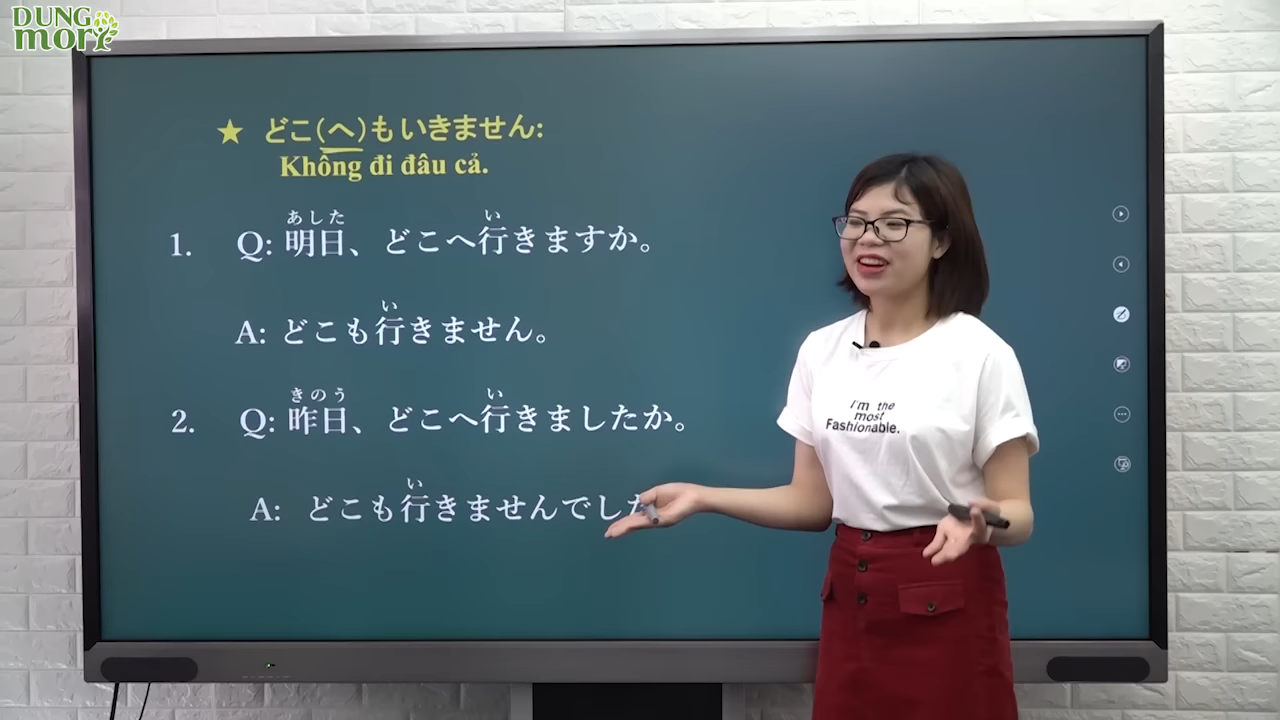 DUNG
mori
★ どこ(へ)もいきません:
Không đi đâu cả.
あした い
1. Q: 明日、どこへ行きますか。
い
A: どこも行きません。
きのう い
2. Q: 昨日、どこへ行きましたか。
い
A: どこも行きませんでした
I'm the
most
Fashionable.